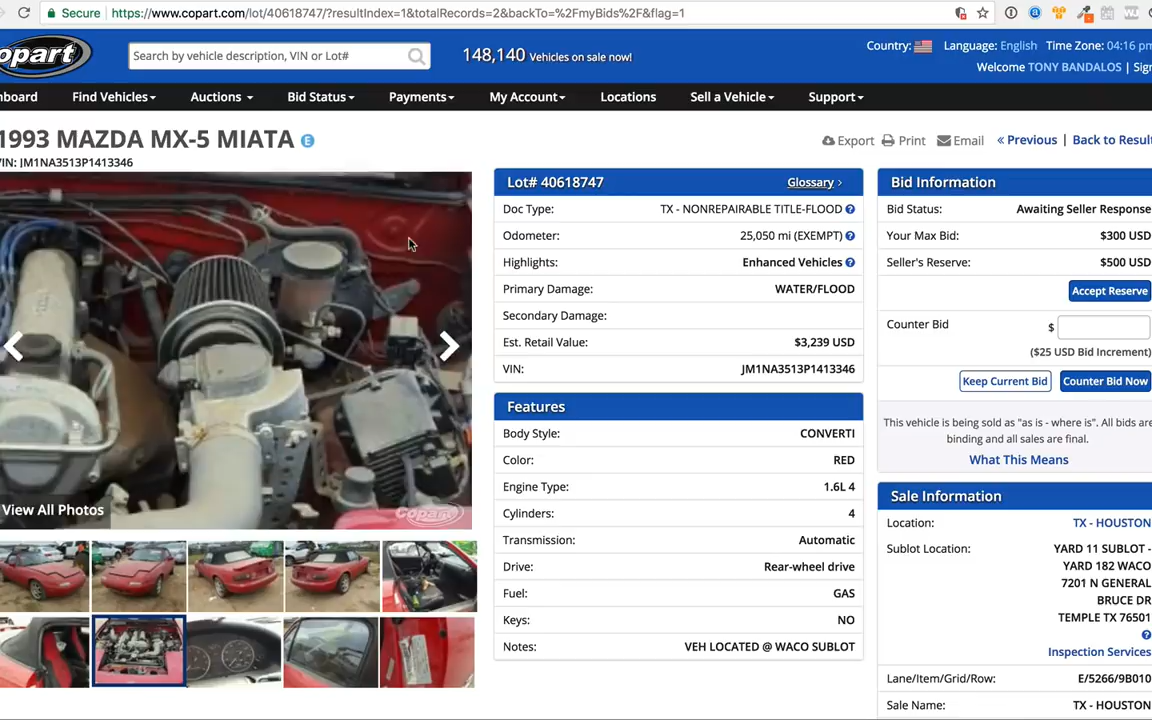 Secure https://www.copart.com/lot/40618747/?resultIndex=1&totalRecords=2&backTo=%2FmyBids%2F&flag=1
opart
Search by vehicle description, VIN or Lot#
148,140 Vehicles on sale now!
Country: Language: English Time Zone: 04:16 pm
Welcome TONY BANDALOS | Sign
nboard Find Vehicles Auctions Bid Status Payments My Account Locations Sell a Vehicle Support
1993 MAZDA MX-5 MIATA E
VIN: JM1NA3513P1413346
Export Print Email « Previous | Back to Result
View All Photos
Copart
Lot# 40618747 Glossary ›
Doc Type: TX - NONREPAIRABLE TITLE-FLOOD ?
Odometer: 25,050 mi (EXEMPT) ?
Highlights: Enhanced Vehicles ?
Primary Damage: WATER/FLOOD
Secondary Damage:
Est. Retail Value: $3,239 USD
VIN: JM1NA3513P1413346
Features
Body Style: CONVERTI
Color: RED
Engine Type: 1.6L 4
Cylinders: 4
Transmission: Automatic
Drive: Rear-wheel drive
Fuel: GAS
Keys: NO
Notes: VEH LOCATED @ WACO SUBLOT
Bid Information
Bid Status: Awaiting Seller Response
Your Max Bid: $300 USD
Seller's Reserve: $500 USD
Accept Reserve
Counter Bid $
($25 USD Bid Increment)
Keep Current Bid Counter Bid Now
This vehicle is being sold as "as is - where is". All bids are
binding and all sales are final.
What This Means
Sale Information
Location: TX - HOUSTON
Sublot Location: YARD 11 SUBLOT -
YARD 182 WACO
7201 N GENERAL
BRUCE DR
TEMPLE TX 76501
?
Inspection Services
Lane/Item/Grid/Row: E/5266/9B010
Sale Name: TX - HOUSTON